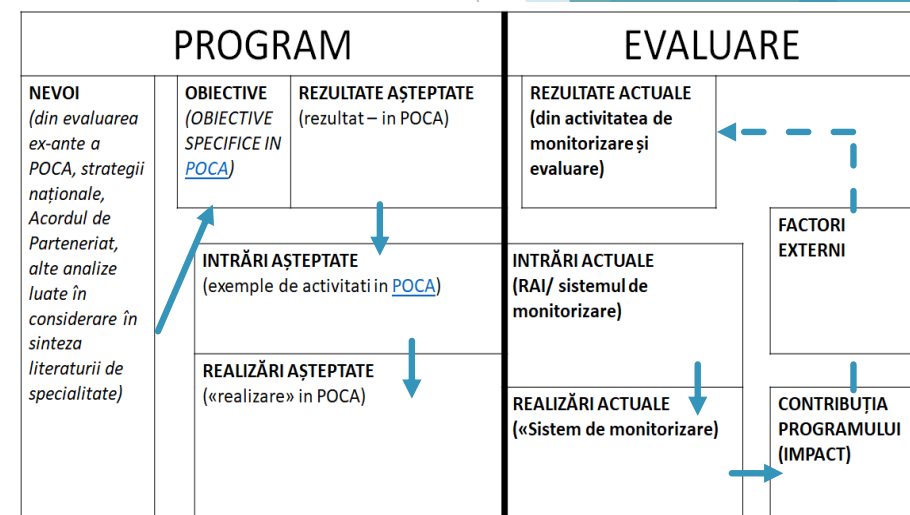 PROGRAM
EVALUARE
NEVOI
(din evaluarea
ex-ante a
POCA, strategii
naționale,
Acordul de
Parteneriat,
alte analize
luate în
considerare în
sinteza
literaturii de
specialitate)
OBIECTIVE
(OBIECTIVE
SPECIFICE IN
POCA)
REZULTATE AȘTEPTATE
(rezultat – in POCA)
INTRĂRI AȘTEPTATE
(exemple de activitati in POCA)
REALIZĂRI AȘTEPTATE
(«realizare» in POCA)
REZULTATE ACTUALE
(din activitatea de
monitorizare și
evaluare)
INTRĂRI ACTUALE
(RAI/ sistemul de
monitorizare)
REALIZĂRI ACTUALE
(«Sistem de monitorizare)
FACTORI
EXTERNI
CONTRIBUȚIA
PROGRAMULUI
(IMPACT)